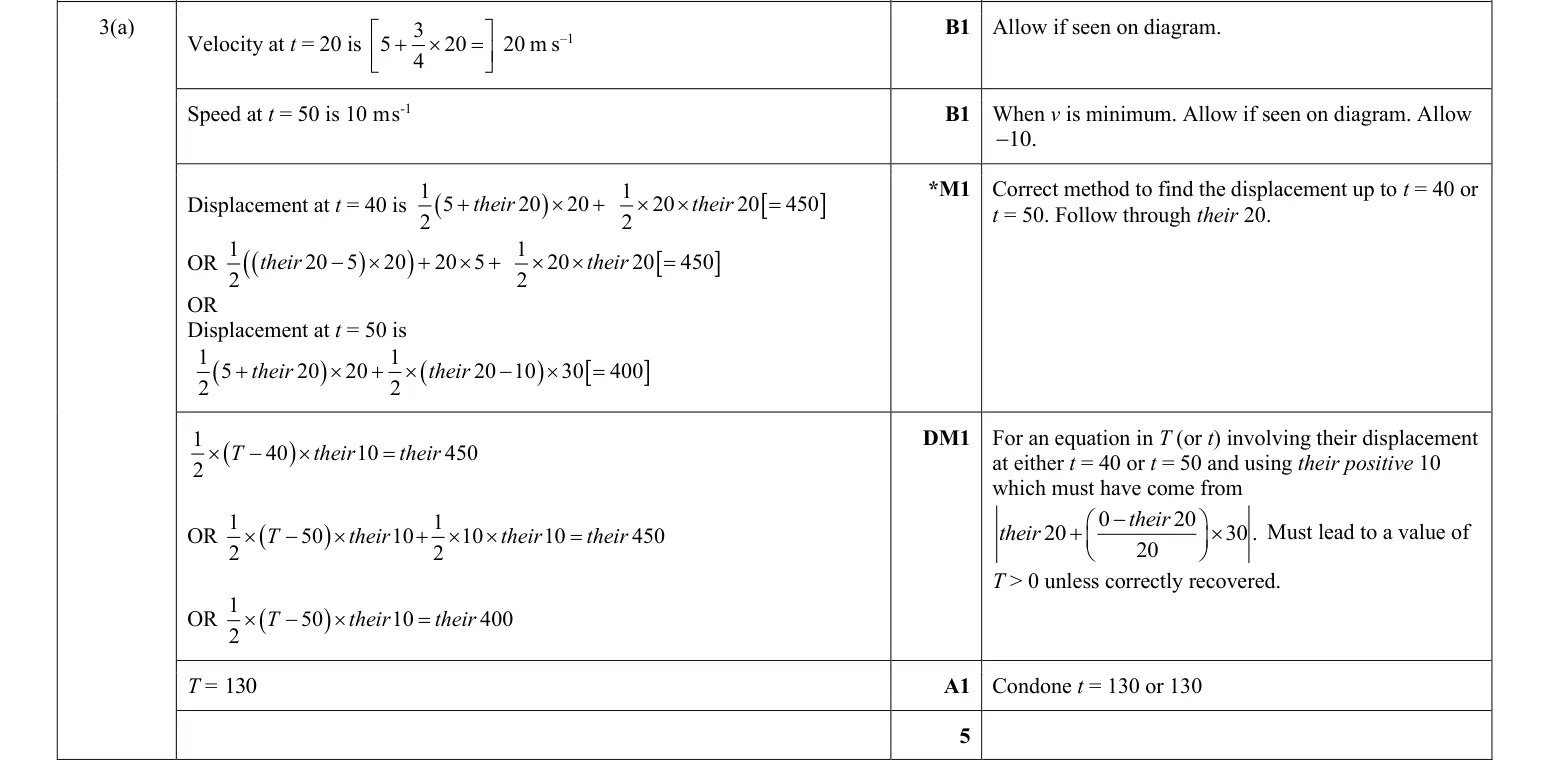 3(a)
Velocity at t = 20 is [5 + 3/4 × 20 =] 20 m s⁻¹
B1
Allow if seen on diagram.
Speed at t = 50 is 10 ms⁻¹
B1
When v is minimum. Allow if seen on diagram. Allow
−10.
Displacement at t = 40 is 1/2 (5 + their 20) × 20 + 1/2 × 20 × their 20 [= 450]
OR 1/2 ((their 20 − 5) × 20) + 20 × 5 + 1/2 × 20 × their 20 [= 450]
OR
Displacement at t = 50 is
1/2 (5 + their 20) × 20 + 1/2 × (their 20 − 10) × 30 [= 400]
*M1
Correct method to find the displacement up to t = 40 or
t = 50. Follow through their 20.
1/2 × (T − 40) × their 10 = their 450
OR 1/2 × (T − 50) × their 10 + 1/2 × 10 × their 10 = their 450
OR 1/2 × (T − 50) × their 10 = their 400
DM1
For an equation in T (or t) involving their displacement
at either t = 40 or t = 50 and using their positive 10
which must have come from
|their 20 + ((0 − their 20)/20) × 30|. Must lead to a value of
T > 0 unless correctly recovered.
T = 130
A1
Condone t = 130 or 130
5